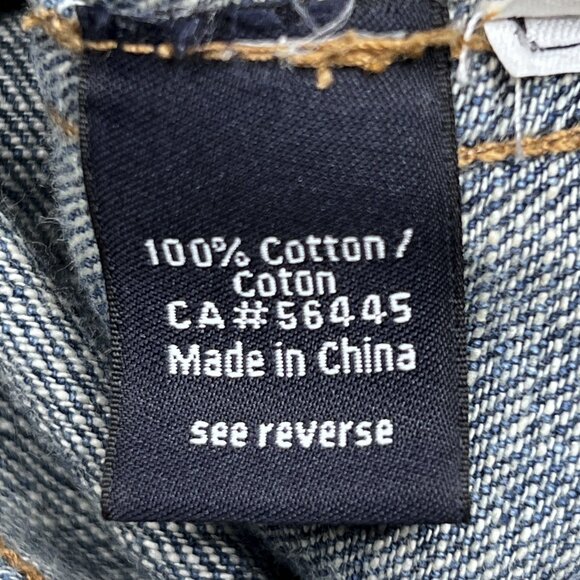 100% Cotton /
Coton
CA#56445
Made in China
see reverse